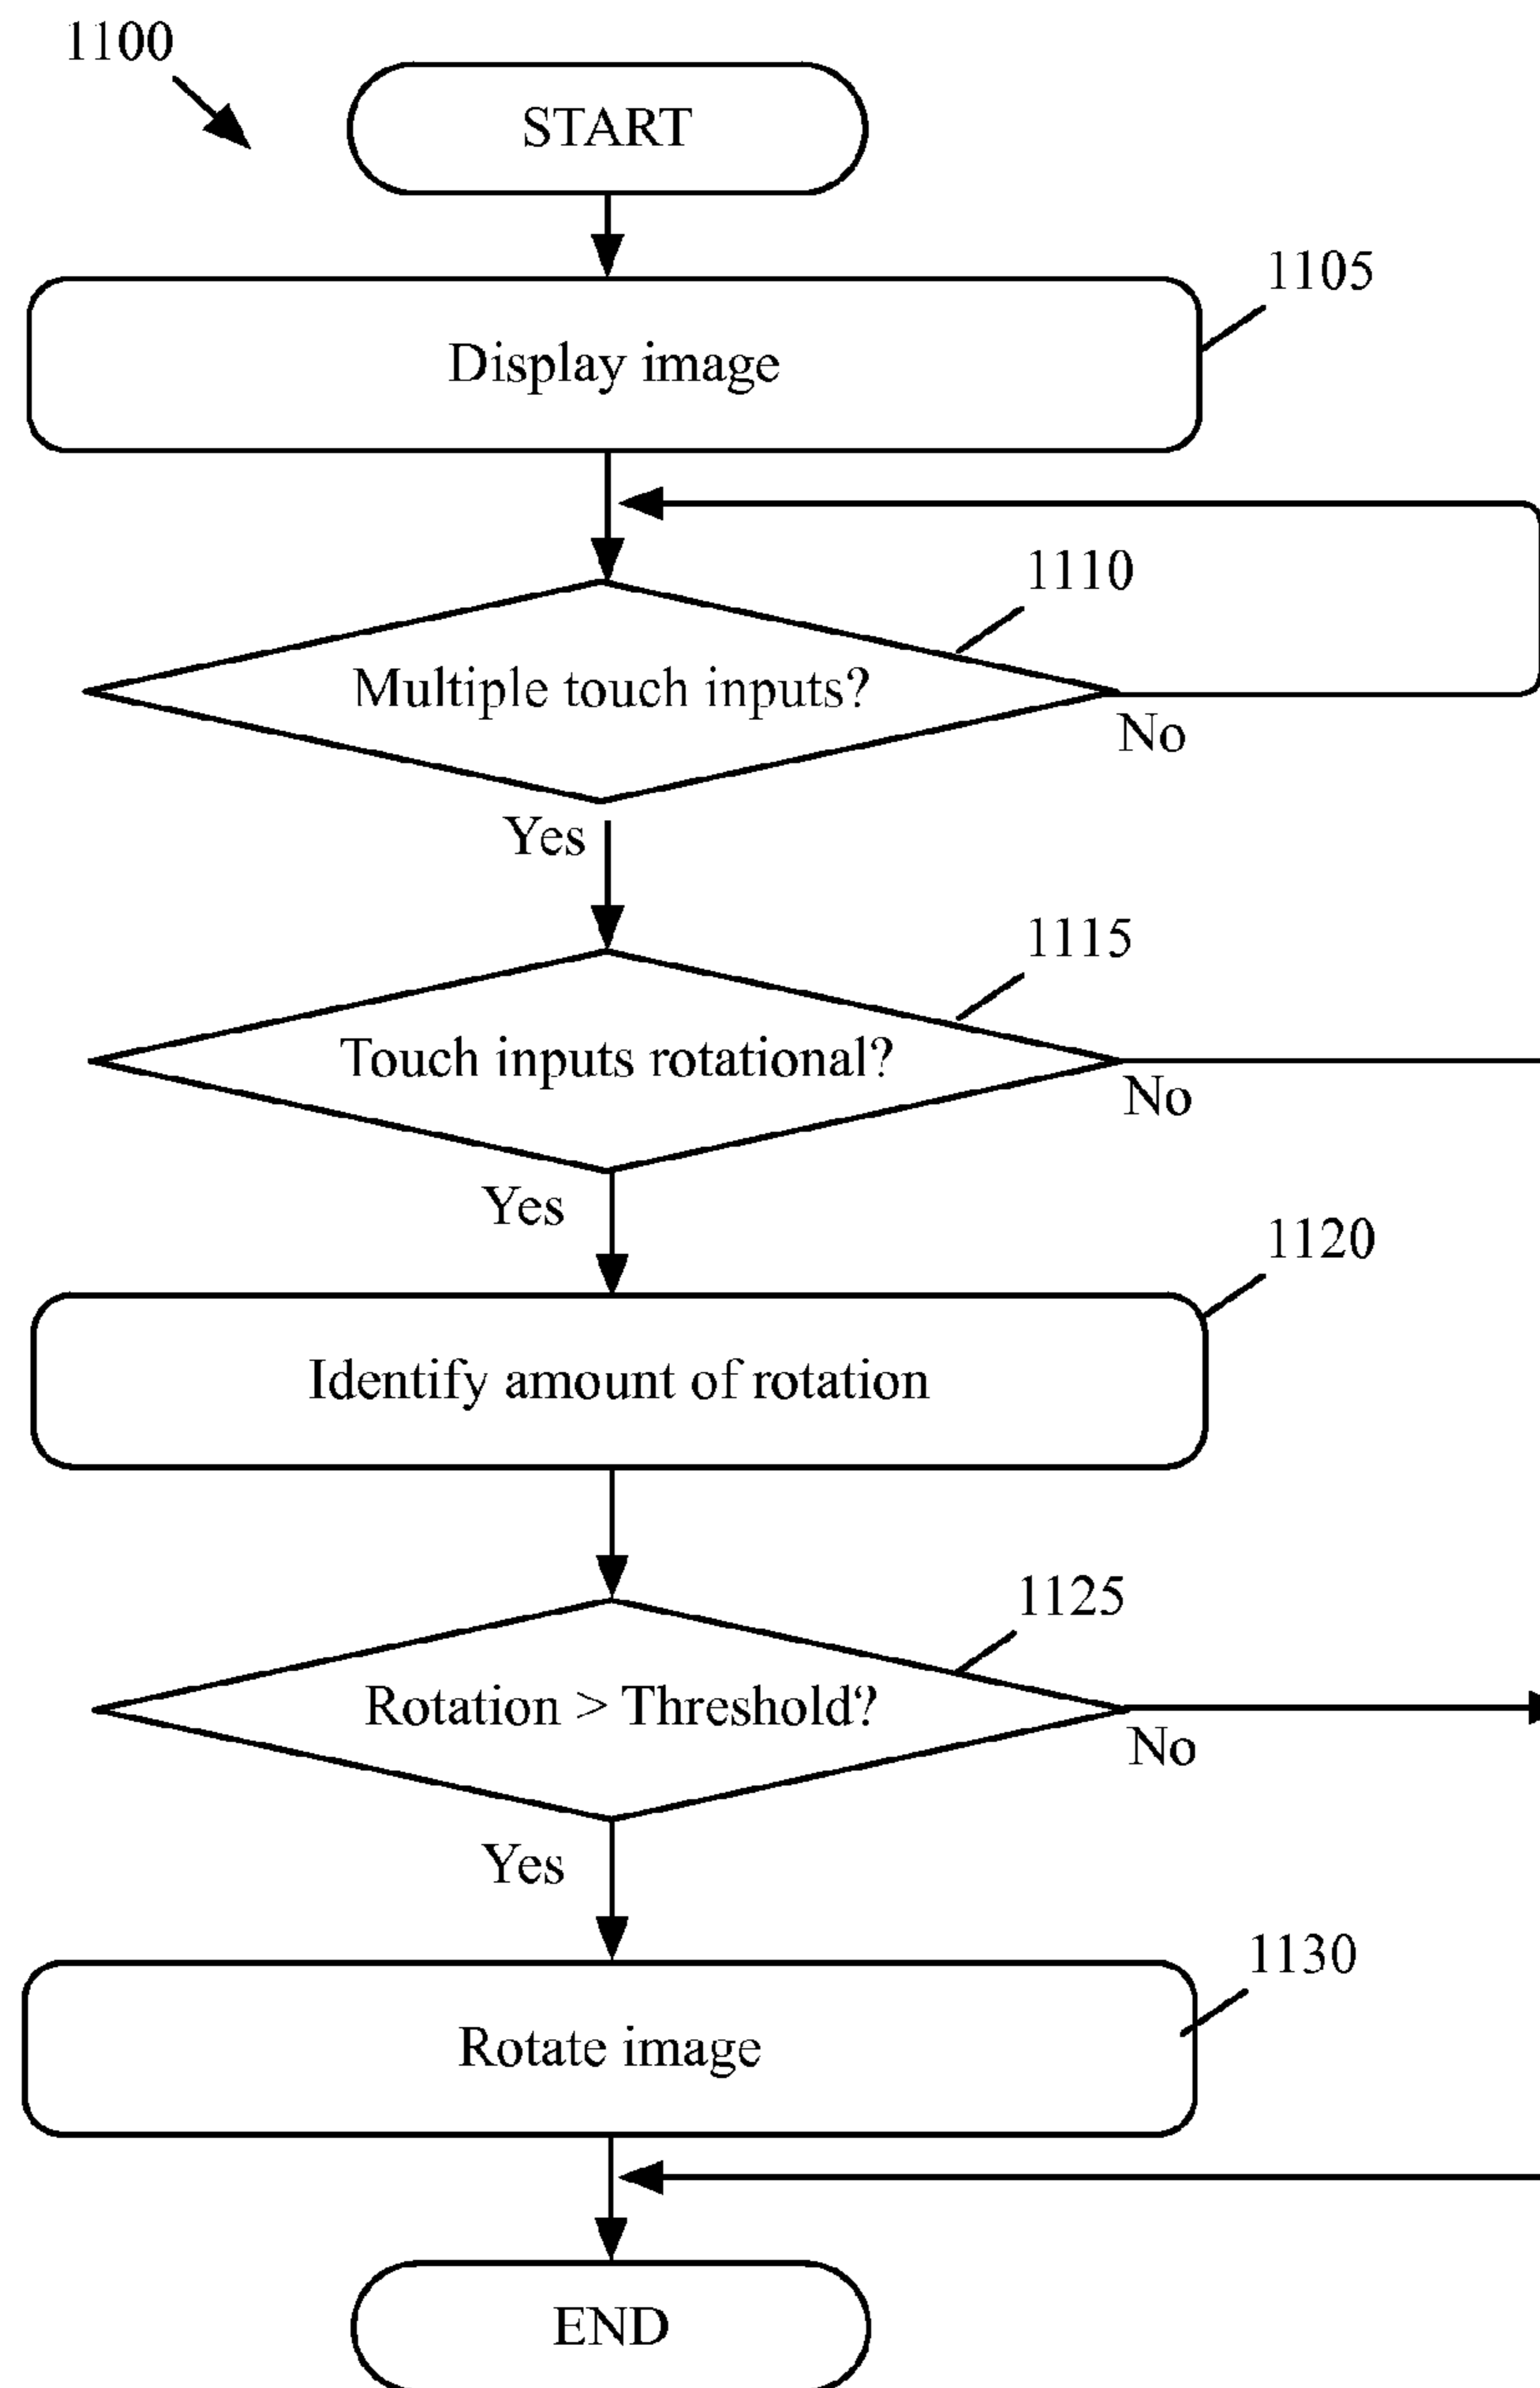 1100
START
1105
Display image
1110
Multiple touch inputs?
No
Yes
1115
Touch inputs rotational?
No
Yes
1120
Identify amount of rotation
1125
Rotation > Threshold?
No
Yes
1130
Rotate image
END